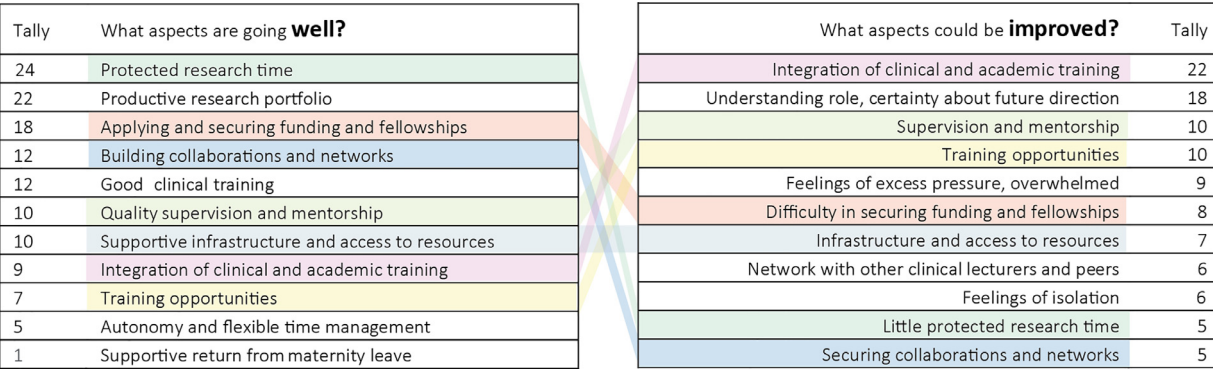 Tally What aspects are going well?
24 Protected research time
22 Productive research portfolio
18 Applying and securing funding and fellowships
12 Building collaborations and networks
12 Good clinical training
10 Quality supervision and mentorship
10 Supportive infrastructure and access to resources
9 Integration of clinical and academic training
7 Training opportunities
5 Autonomy and flexible time management
1 Supportive return from maternity leave
What aspects could be improved? Tally
Integration of clinical and academic training 22
Understanding role, certainty about future direction 18
Supervision and mentorship 10
Training opportunities 10
Feelings of excess pressure, overwhelmed 9
Difficulty in securing funding and fellowships 8
Infrastructure and access to resources 7
Network with other clinical lecturers and peers 6
Feelings of isolation 6
Little protected research time 5
Securing collaborations and networks 5